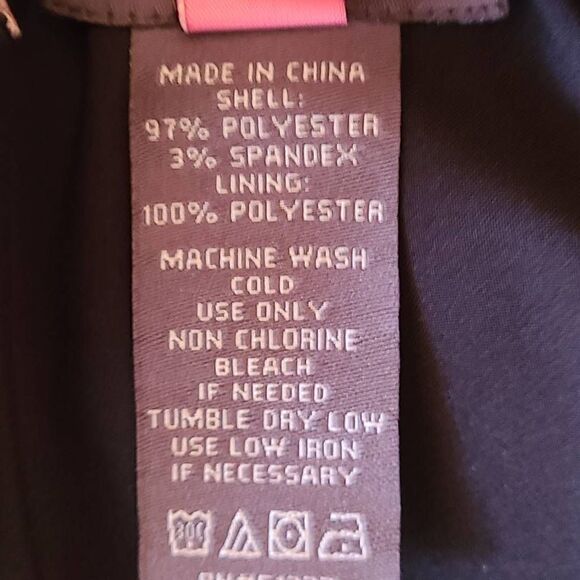 MADE IN CHINA
SHELL:
97% POLYESTER
3% SPANDEX
LINING:
100% POLYESTER
MACHINE WASH
COLD
USE ONLY
NON CHLORINE
BLEACH
IF NEEDED
TUMBLE DRY LOW
USE LOW IRON
IF NECESSARY